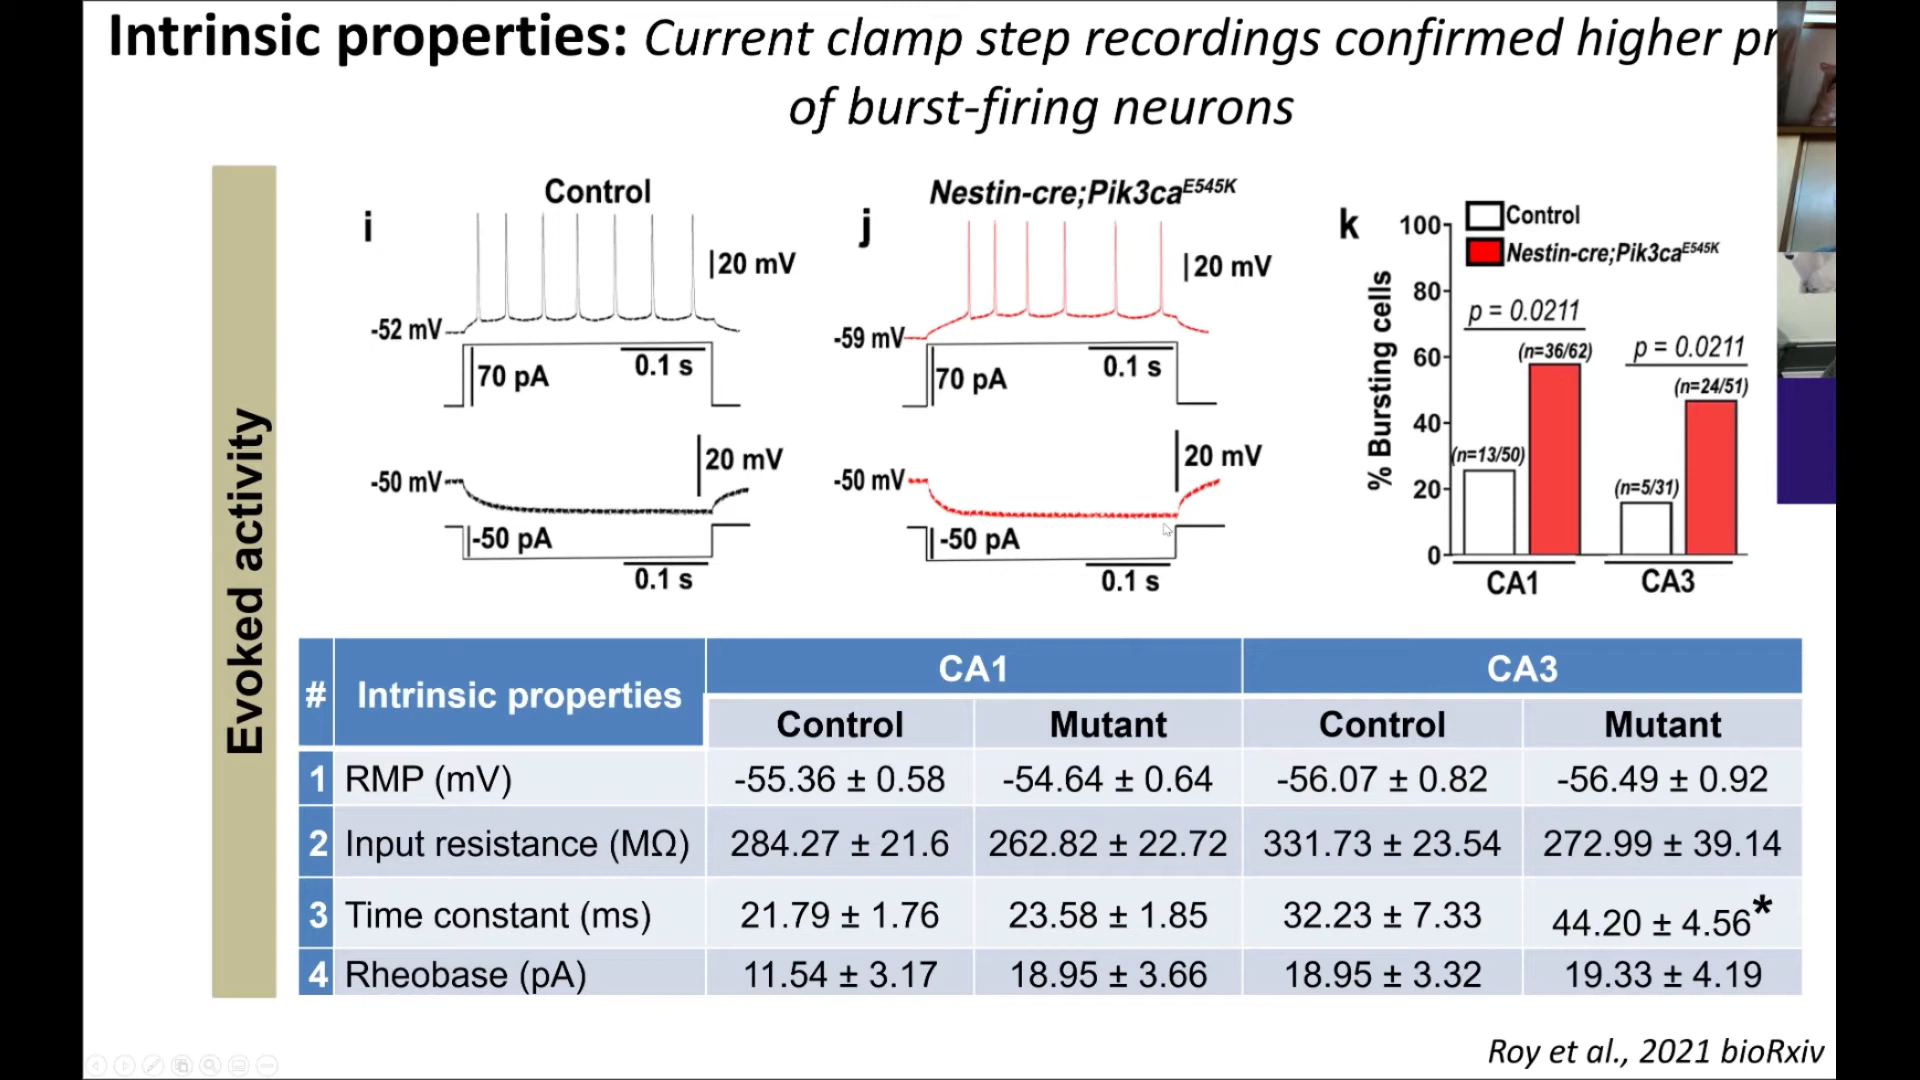 Intrinsic properties: Current clamp step recordings confirmed higher pr
of burst-firing neurons
Evoked activity
i
Control
20 mV
-52 mV
70 pA
0.1 s
-50 mV
20 mV
-50 pA
0.1 s
j
Nestin-cre;Pik3caE545K
20 mV
-59 mV
70 pA
0.1 s
-50 mV
20 mV
-50 pA
0.1 s
k
% Bursting cells
100
80
60
40
20
0
Control
Nestin-cre;Pik3caE545K
p = 0.0211
(n=36/62)
p = 0.0211
(n=24/51)
(n=13/50)
(n=5/31)
CA1 CA3
# Intrinsic properties CA1 CA3
Control Mutant Control Mutant
1 RMP (mV) -55.36 ± 0.58 -54.64 ± 0.64 -56.07 ± 0.82 -56.49 ± 0.92
2 Input resistance (MΩ) 284.27 ± 21.6 262.82 ± 22.72 331.73 ± 23.54 272.99 ± 39.14
3 Time constant (ms) 21.79 ± 1.76 23.58 ± 1.85 32.23 ± 7.33 44.20 ± 4.56*
4 Rheobase (pA) 11.54 ± 3.17 18.95 ± 3.66 18.95 ± 3.32 19.33 ± 4.19
Roy et al., 2021 bioRxiv